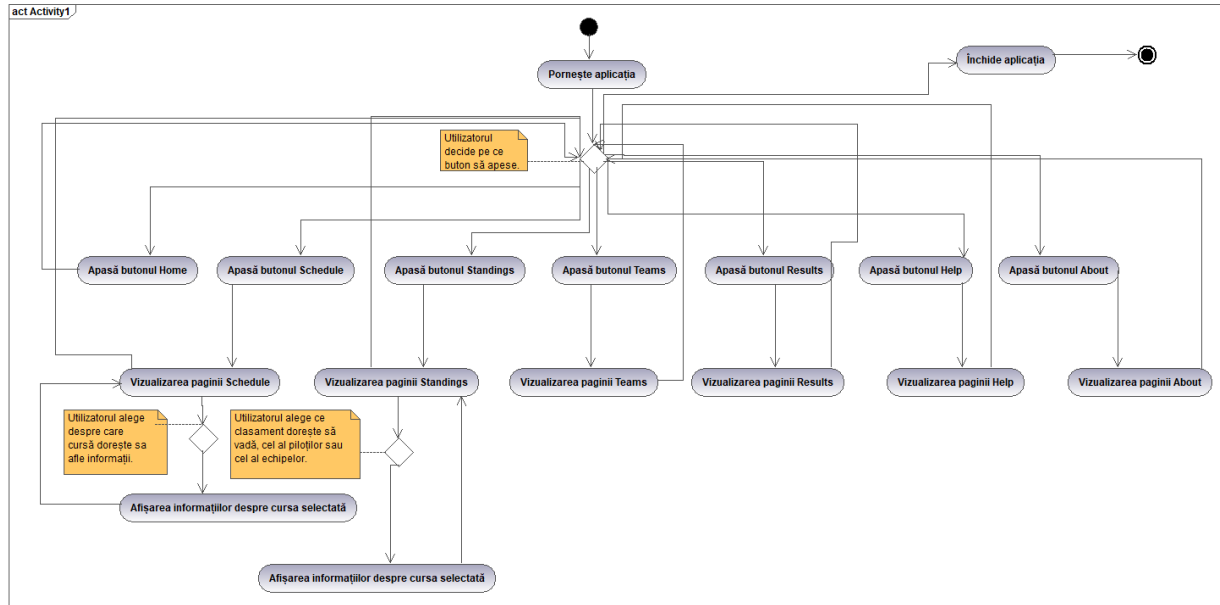 act Activity1
Pornește aplicația
Închide aplicația
Utilizatorul
decide pe ce
buton să apese.
Apasă butonul Home
Apasă butonul Schedule
Apasă butonul Standings
Apasă butonul Teams
Apasă butonul Results
Apasă butonul Help
Apasă butonul About
Vizualizarea paginii Schedule
Vizualizarea paginii Standings
Vizualizarea paginii Teams
Vizualizarea paginii Results
Vizualizarea paginii Help
Vizualizarea paginii About
Utilizatorul alege
despre care
cursă dorește sa
afle informații.
Utilizatorul alege ce
clasament dorește să
vadă, cel al piloților sau
cel al echipelor.
Afișarea informațiilor despre cursa selectată
Afișarea informațiilor despre cursa selectată